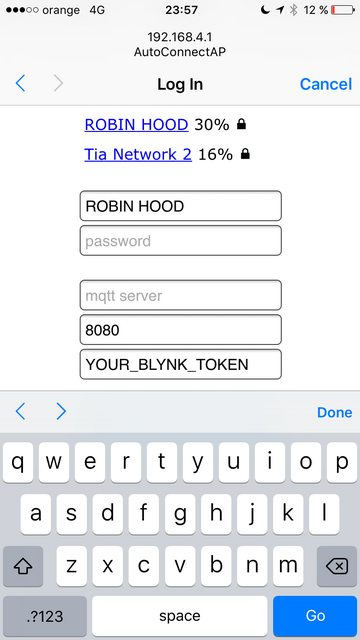 orange 4G 23:57 12 %
192.168.4.1
AutoConnectAP
Log In Cancel
ROBIN HOOD 30%
Tia Network 2 16%
ROBIN HOOD
password
mqtt server
8080
YOUR_BLYNK_TOKEN
Done
q w e r t y u i o p
a s d f g h j k l
z x c v b n m
.?123 space Go